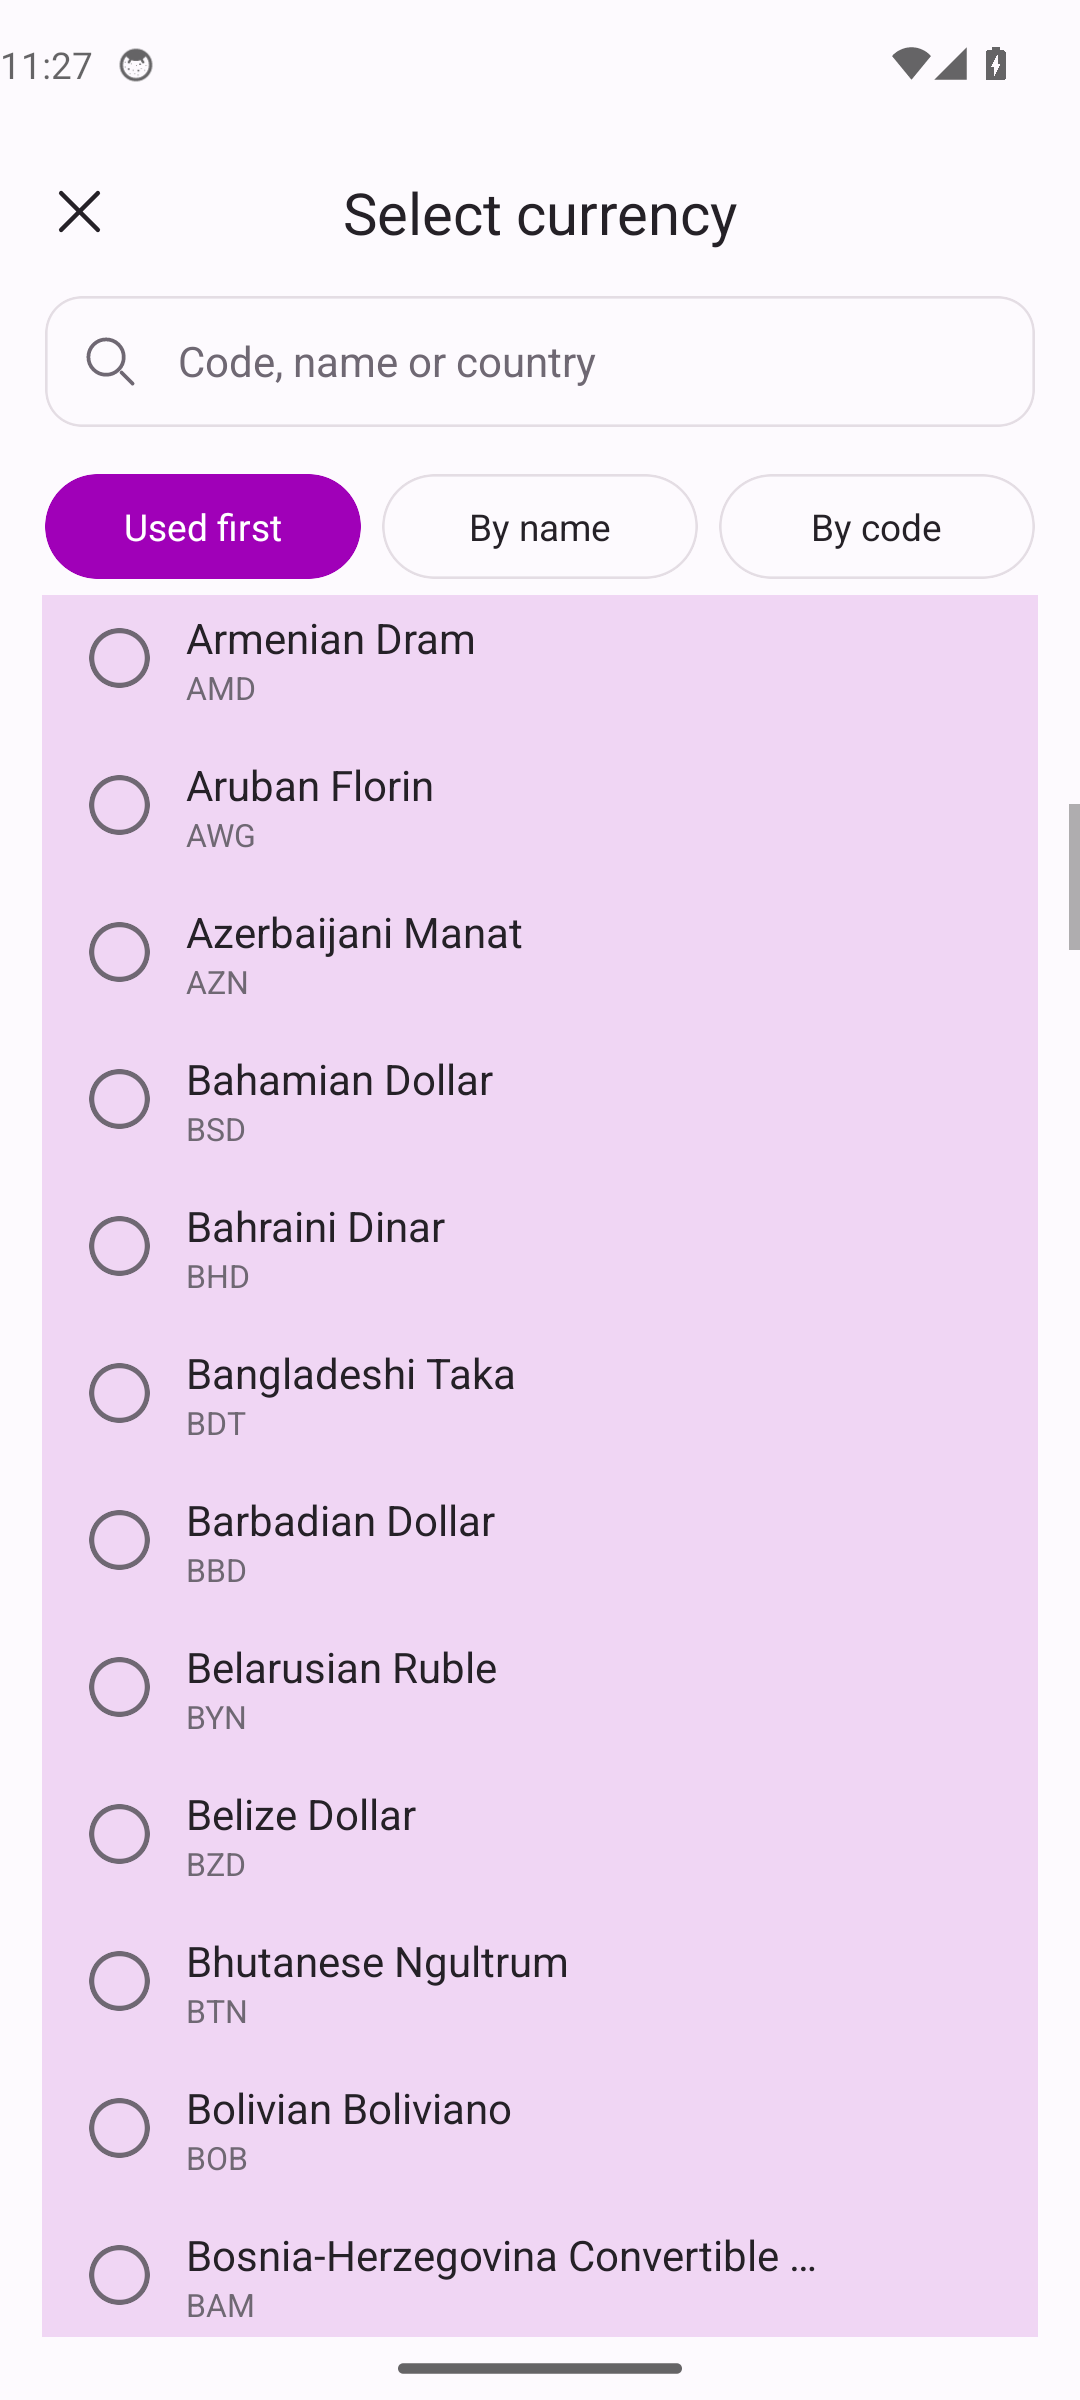 11:27
Select currency
Code, name or country
Used first
By name
By code
Armenian Dram
AMD
Aruban Florin
AWG
Azerbaijani Manat
AZN
Bahamian Dollar
BSD
Bahraini Dinar
BHD
Bangladeshi Taka
BDT
Barbadian Dollar
BBD
Belarusian Ruble
BYN
Belize Dollar
BZD
Bhutanese Ngultrum
BTN
Bolivian Boliviano
BOB
Bosnia-Herzegovina Convertible ...
BAM